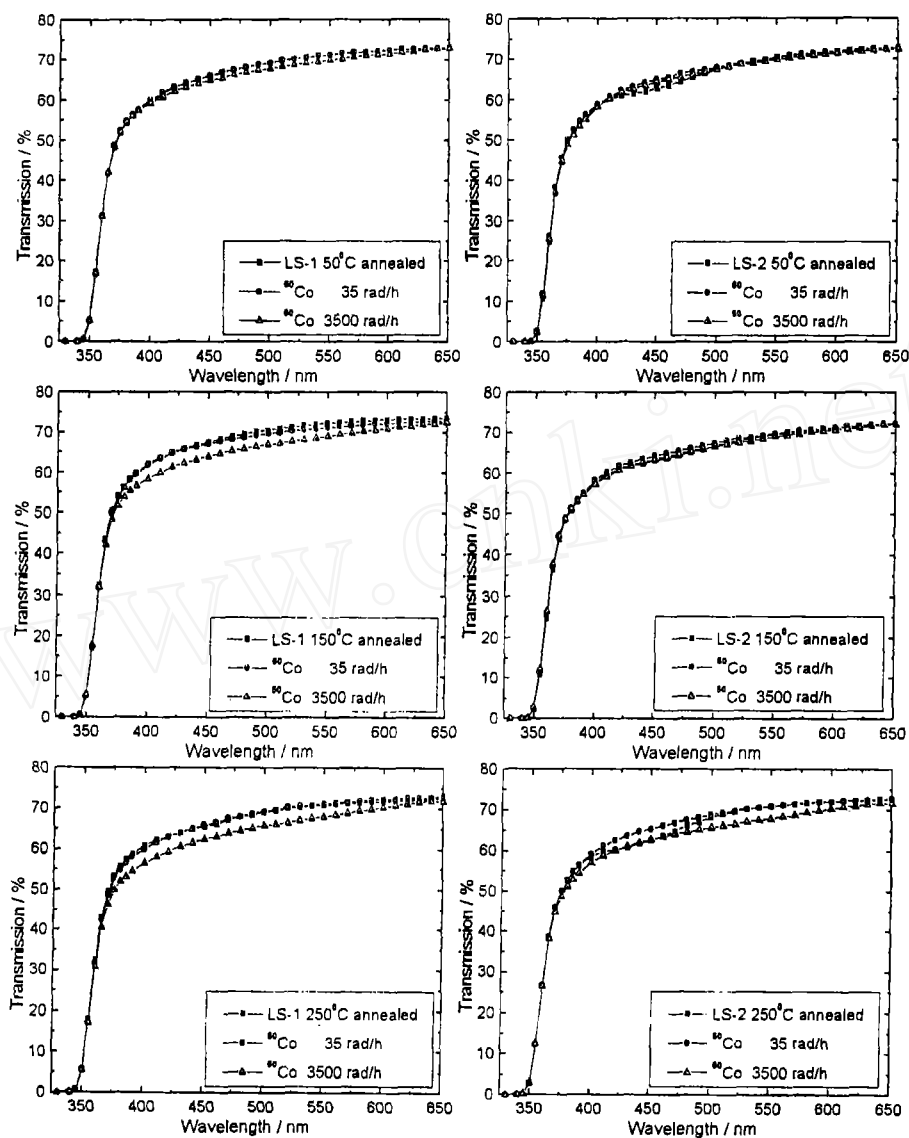 80
70
60
50
40
30
20
10
0
Transmission / %
LS-1 50°C annealed
⁶⁰Co 35 rad/h
⁶⁰Co 3500 rad/h
350 400 450 500 550 600 650
Wavelength / nm
80
70
60
50
40
30
20
10
0
Transmission / %
LS-2 50°C annealed
⁶⁰Co 35 rad/h
⁶⁰Co 3500 rad/h
350 400 450 500 550 600 650
Wavelength / nm
80
70
60
50
40
30
20
10
0
Transmission / %
LS-1 150°C annealed
⁶⁰Co 35 rad/h
⁶⁰Co 3500 rad/h
350 400 450 500 550 600 650
Wavelength / nm
80
70
60
50
40
30
20
10
0
Transmission / %
LS-2 150°C annealed
⁶⁰Co 35 rad/h
⁶⁰Co 3500 rad/h
350 400 450 500 550 600 650
Wavelength / nm
80
70
60
50
40
30
20
10
0
Transmission / %
LS-1 250°C annealed
⁶⁰Co 35 rad/h
⁶⁰Co 3500 rad/h
350 400 450 500 550 600 650
Wavelength / nm
80
70
60
50
40
30
20
10
0
Transmission / %
LS-2 250°C annealed
⁶⁰Co 35 rad/h
⁶⁰Co 3500 rad/h
350 400 450 500 550 600 650
Wavelength / nm
www.cnki.ne